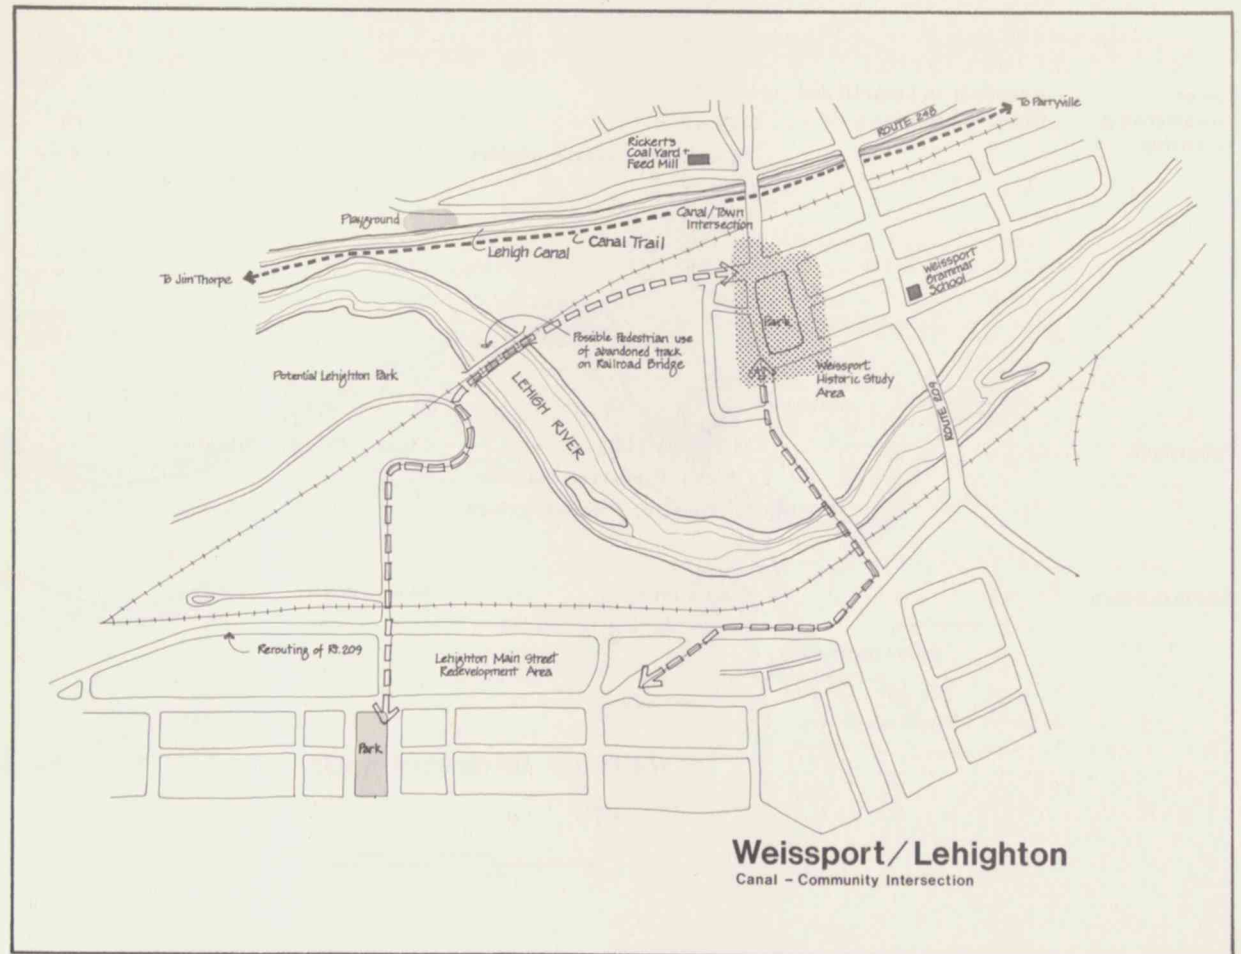 To Parryville
ROUTE 248
Rickert's
Coal Yard +
Feed Mill
Playground
Canal/Town
Intersection
Canal Trail
Lehigh Canal
To Jim Thorpe
Weissport
Grammar
School
Park
Possible Pedestrian use
of abandoned track
on Railroad Bridge
Weissport
Historic Study
Area
Potential Lehighton Park
LEHIGH RIVER
ROUTE 209
Rerouting of Rt. 209
Lehighton Main Street
Redevelopment Area
Park
Weissport/Lehighton
Canal – Community Intersection